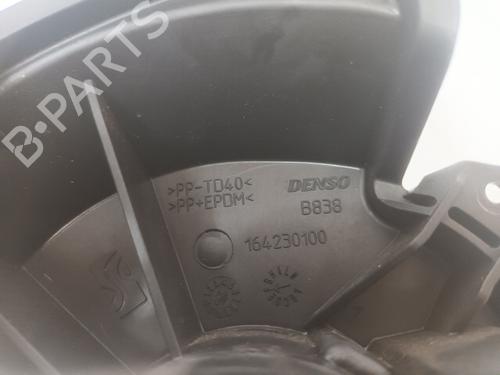 B-PARTS
>PP-TD40<
>PP+EPDM<
DENSO
B838
164230100